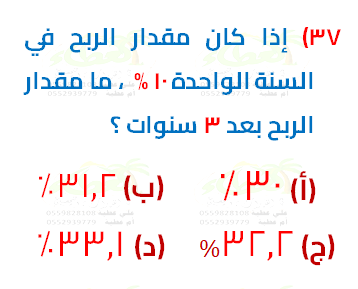 ٣٧) إذا كان مقدار الربح في
السنة الواحدة ١٠% ، ما مقدار
الربح بعد ٣ سنوات ؟
(أ) ٣٠٪ (ب) ٣١,٢٪
(ج) ٣٢,٢% (د) ٣٣,١٪